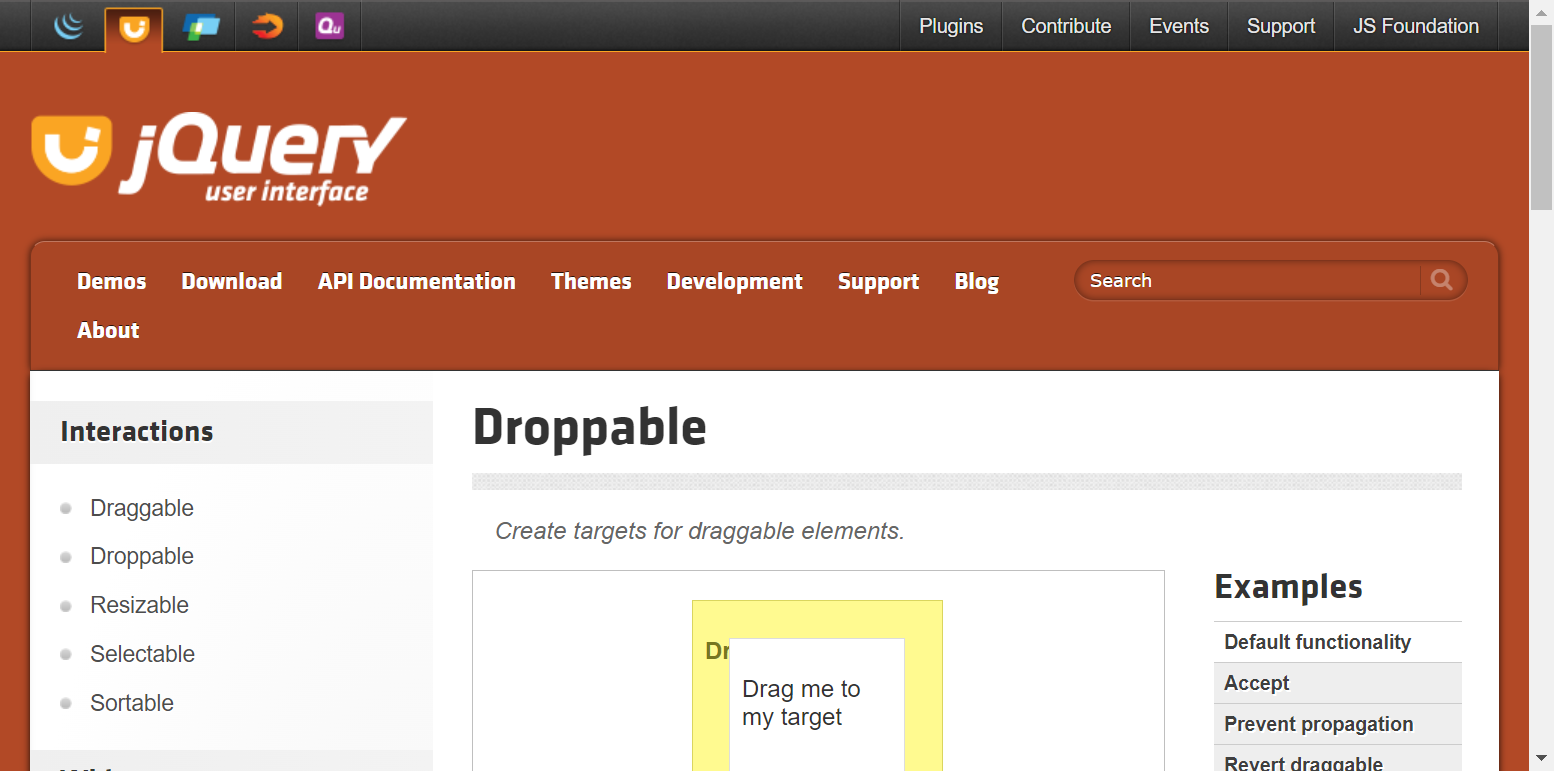 Qu
Plugins
Contribute
Events
Support
JS Foundation
jQuery
user interface
Demos
Download
API Documentation
Themes
Development
Support
Blog
Search
About
Interactions
Draggable
Droppable
Resizable
Selectable
Sortable
Droppable
Create targets for draggable elements.
Dr
Drag me to
my target
Examples
Default functionality
Accept
Prevent propagation
Revert draggable